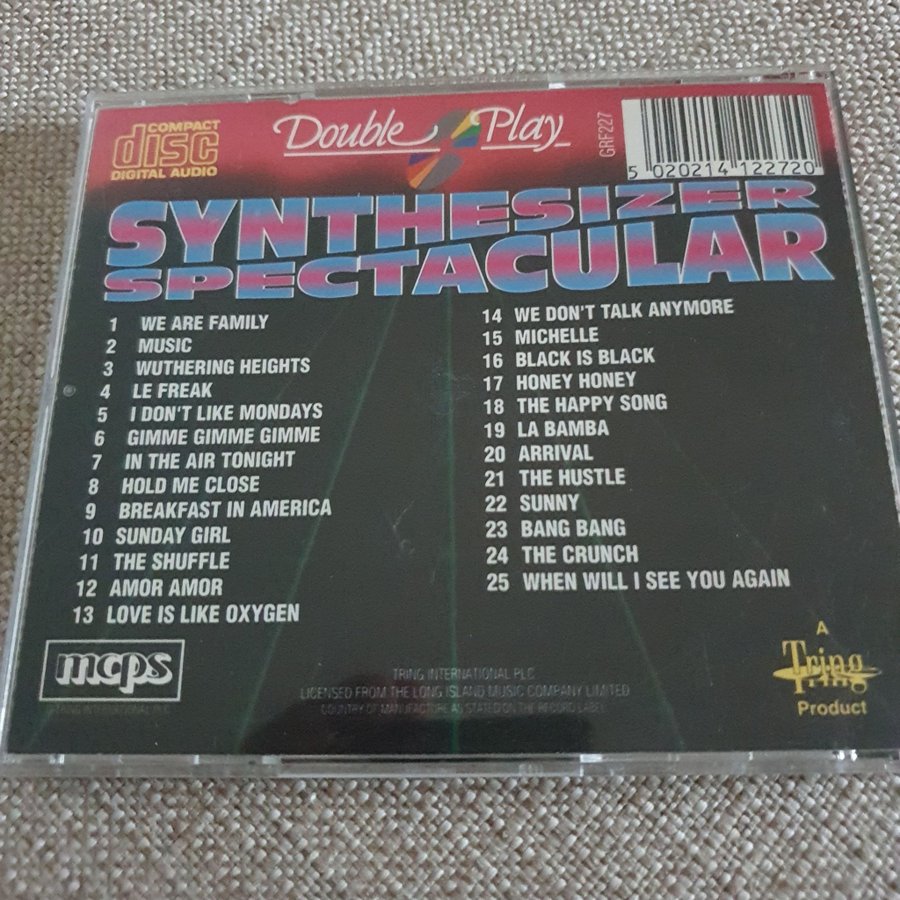 COMPACT
disc
DIGITAL AUDIO
Double Play
GRF227
5 020214 122720
SYNTHESIZER
SPECTACULAR
1 WE ARE FAMILY
2 MUSIC
3 WUTHERING HEIGHTS
4 LE FREAK
5 I DON'T LIKE MONDAYS
6 GIMME GIMME GIMME
7 IN THE AIR TONIGHT
8 HOLD ME CLOSE
9 BREAKFAST IN AMERICA
10 SUNDAY GIRL
11 THE SHUFFLE
12 AMOR AMOR
13 LOVE IS LIKE OXYGEN
14 WE DON'T TALK ANYMORE
15 MICHELLE
16 BLACK IS BLACK
17 HONEY HONEY
18 THE HAPPY SONG
19 LA BAMBA
20 ARRIVAL
21 THE HUSTLE
22 SUNNY
23 BANG BANG
24 THE CRUNCH
25 WHEN WILL I SEE YOU AGAIN
mcps
TRING INTERNATIONAL PLC
TRING INTERNATIONAL PLC
LICENSED FROM THE LONG ISLAND MUSIC COMPANY LIMITED
COUNTRY OF MANUFACTURE AS STATED ON THE RECORD LABEL
A
Tring
Tring
Product